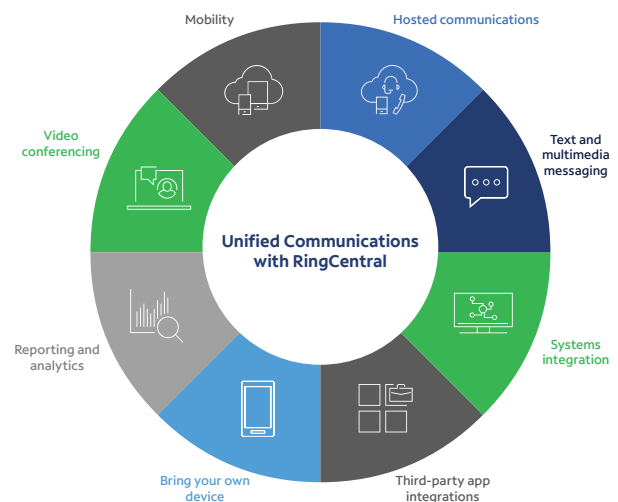 Mobility
Hosted communications
Video
conferencing
Text and
multimedia
messaging
Unified Communications
with RingCentral
Reporting and
analytics
Systems
integration
Bring your own
device
Third-party app
integrations